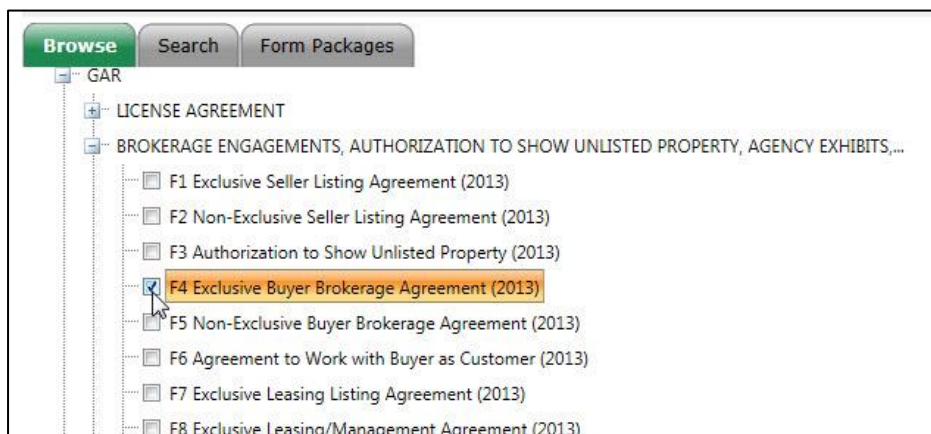 Browse Search Form Packages
GAR
LICENSE AGREEMENT
BROKERAGE ENGAGEMENTS, AUTHORIZATION TO SHOW UNLISTED PROPERTY, AGENCY EXHIBITS,...
F1 Exclusive Seller Listing Agreement (2013)
F2 Non-Exclusive Seller Listing Agreement (2013)
F3 Authorization to Show Unlisted Property (2013)
F4 Exclusive Buyer Brokerage Agreement (2013)
F5 Non-Exclusive Buyer Brokerage Agreement (2013)
F6 Agreement to Work with Buyer as Customer (2013)
F7 Exclusive Leasing Listing Agreement (2013)
F8 Exclusive Leasing/Management Agreement (2013)